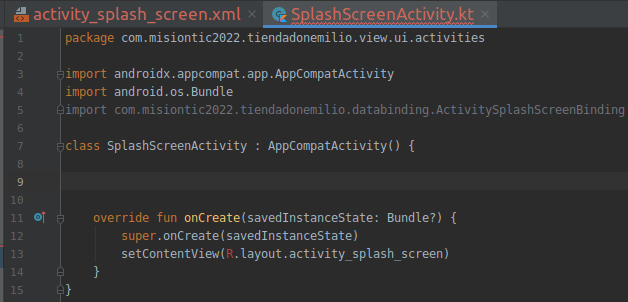 activity_splash_screen.xml × SplashScreenActivity.kt ×
1 package com.misiontic2022.tiendadonemilio.view.ui.activities
2
3 import androidx.appcompat.app.AppCompatActivity
4 import android.os.Bundle
5 import com.misiontic2022.tiendadonemilio.databinding.ActivitySplashScreenBinding
6
7 class SplashScreenActivity : AppCompatActivity() {
8
9
10
11 override fun onCreate(savedInstanceState: Bundle?) {
12 super.onCreate(savedInstanceState)
13 setContentView(R.layout.activity_splash_screen)
14 }
15 }